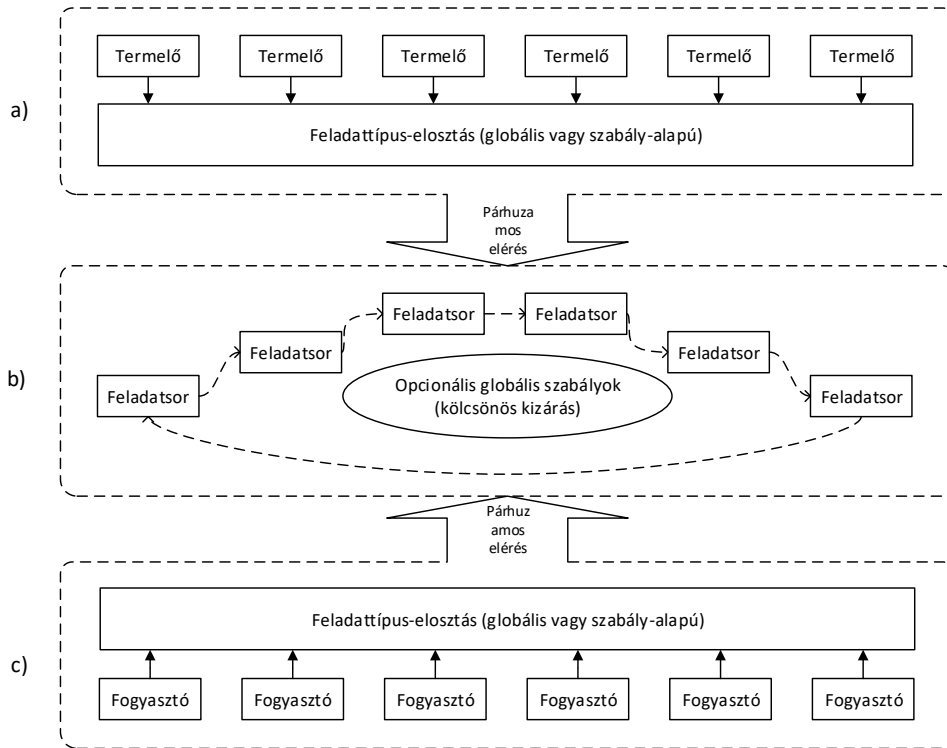 a)
Termelő Termelő Termelő Termelő Termelő Termelő
Feladattípus-elosztás (globális vagy szabály-alapú)
Párhuza
mos
elérés
b)
Feladatsor Feladatsor
Feladatsor Feladatsor
Feladatsor Feladatsor
Opcionális globális szabályok
(kölcsönös kizárás)
Párhuz
amos
elérés
c)
Feladattípus-elosztás (globális vagy szabály-alapú)
Fogyasztó Fogyasztó Fogyasztó Fogyasztó Fogyasztó Fogyasztó